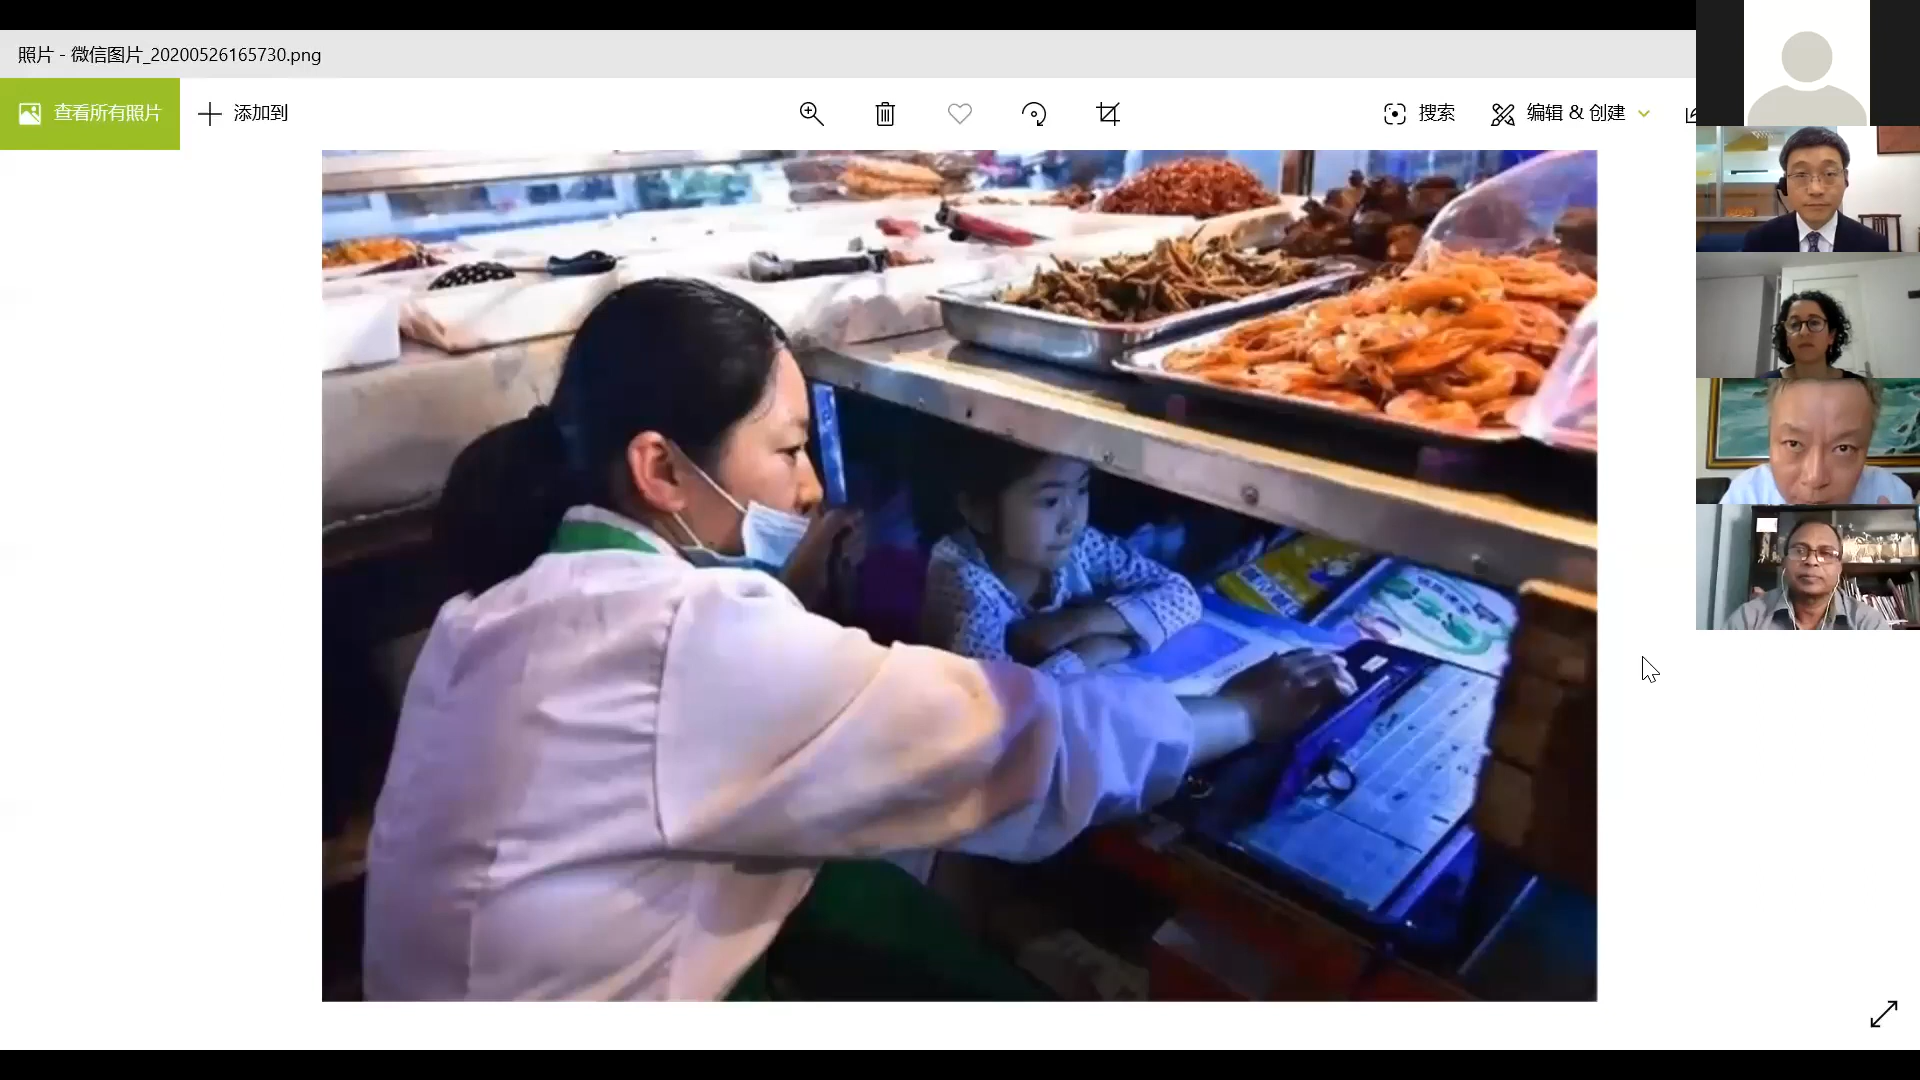 照片 - 微信图片_20200526165730.png
查看所有照片
添加到
搜索
编辑 & 创建